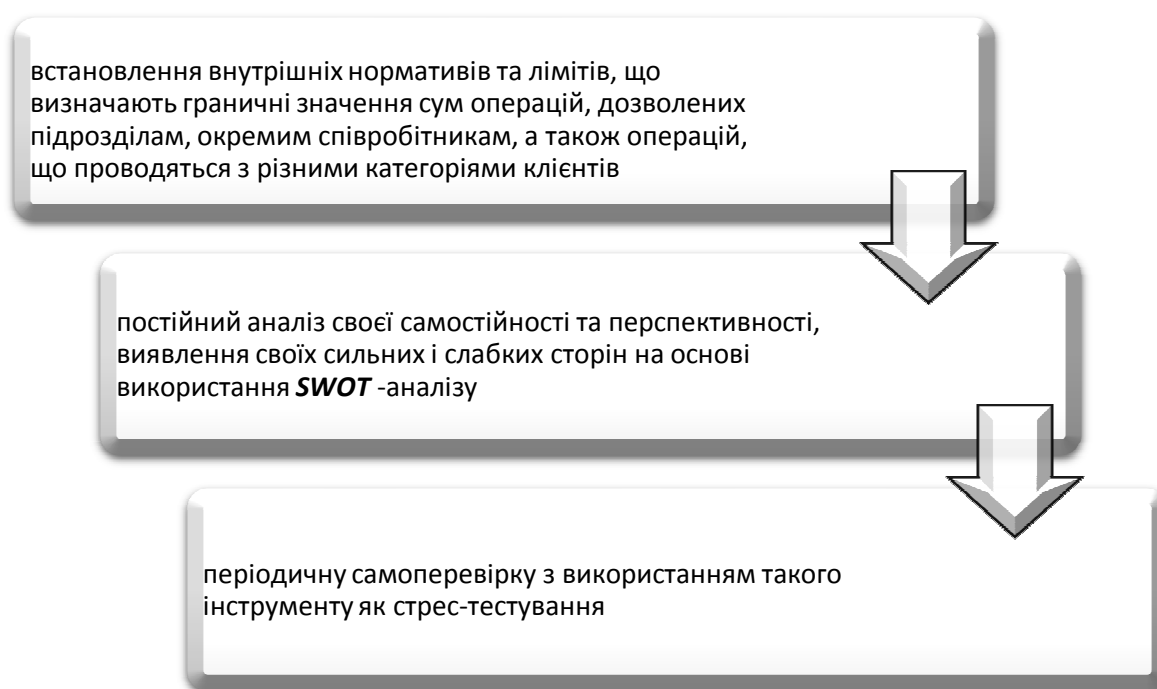 встановлення внутрішніх нормативів та лімітів, що
визначають граничні значення сум операцій, дозволених
підрозділам, окремим співробітникам, а також операцій,
що проводяться з різними категоріями клієнтів
постійний аналіз своєї самостійності та перспективності,
виявлення своїх сильних і слабких сторін на основі
використання SWOT -аналізу
періодичну самоперевірку з використанням такого
інструменту як стрес-тестування